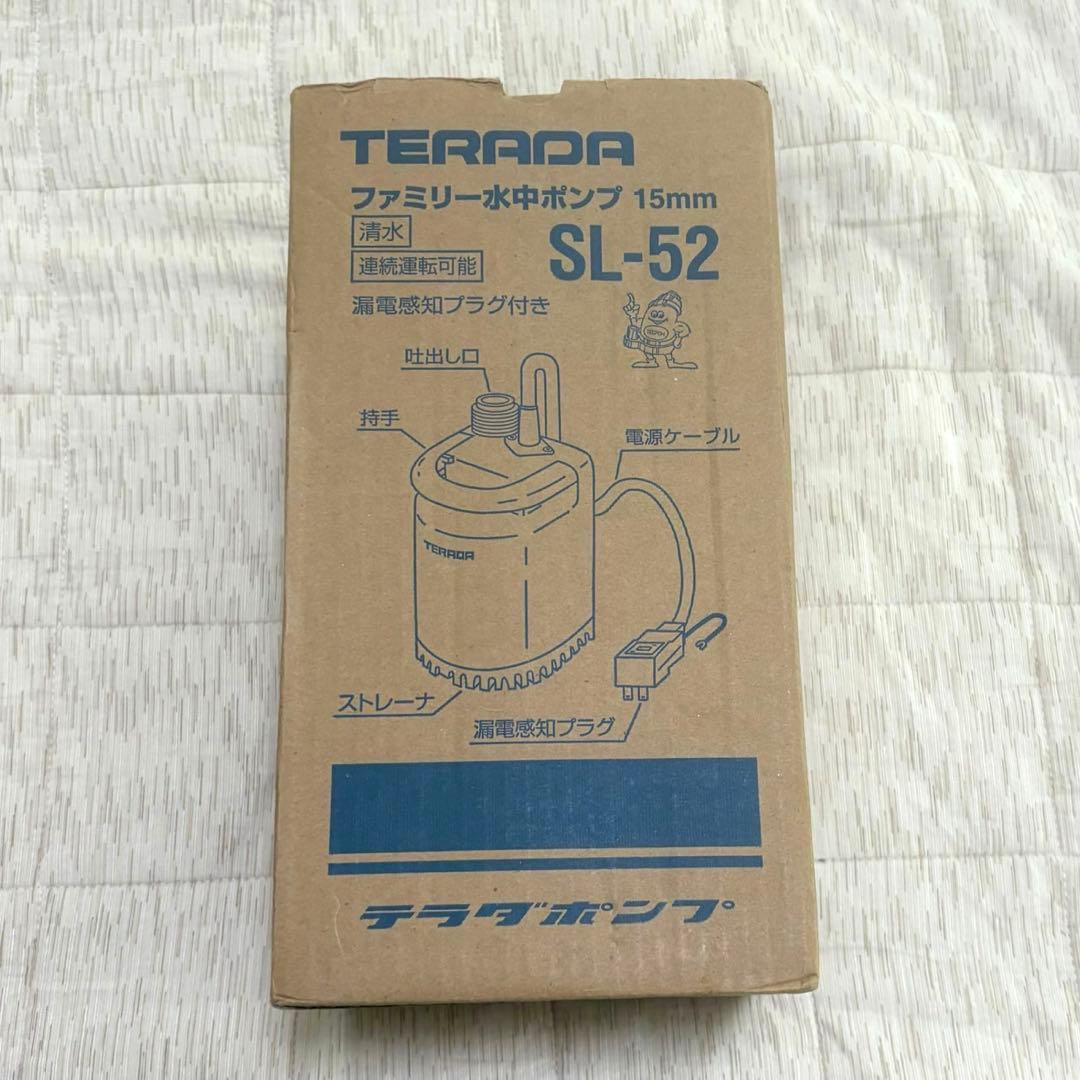 TERADA
ファミリー水中ポンプ 15mm
清水
SL-52
連続運転可能
漏電感知プラグ付き
吐出し口
持手
電源ケーブル
TERADA
ストレーナ
漏電感知プラグ
テラダポンプ